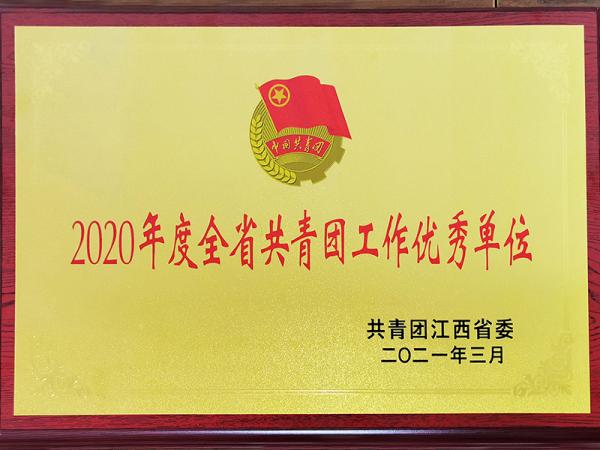 中国共青团
2020年度全省共青团工作优秀单位
共青团江西省委
二〇二一年三月